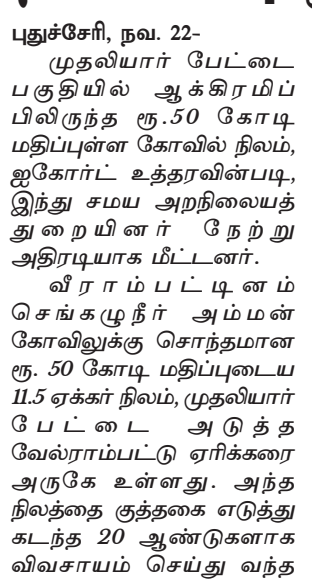 புதுச்சேரி, நவ. 22-
முதலியார் பேட்டை
பகுதியில் ஆக்கிரமிப்
பிலிருந்த ரூ.50 கோடி
மதிப்புள்ள கோவில் நிலம்,
ஐகோர்ட் உத்தரவின்படி,
இந்து சமய அறநிலையத்
துறையினர் நேற்று
அதிரடியாக மீட்டனர்.
வீராம்பட்டினம்
செங்கழுநீர் அம்மன்
கோவிலுக்கு சொந்தமான
ரூ. 50 கோடி மதிப்புடைய
11.5 ஏக்கர் நிலம், முதலியார்
பேட்டை அடுத்த
வேல்ராம்பட்டு ஏரிக்கரை
அருகே உள்ளது. அந்த
நிலத்தை குத்தகை எடுத்து
கடந்த 20 ஆண்டுகளாக
விவசாயம் செய்து வந்த